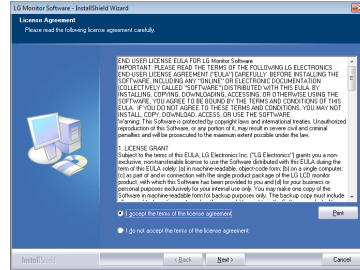 LG Monitor Software - InstallShield Wizard
License Agreement
Please read the following license agreement carefully.
END USER LICENSE EULA FOR LG Monitor Software
IMPORTANT: PLEASE READ THE TERMS OF THE FOLLOWING LG ELECTRONICS
END-USER LICENSE AGREEMENT ("EULA") CAREFULLY BEFORE INSTALLING THE
SOFTWARE, INCLUDING ANY "ONLINE" OR ELECTRONIC DOCUMENTATION
(COLLECTIVELY CALLED "SOFTWARE") DISTRIBUTED WITH THIS EULA. BY
INSTALLING, COPYING, DOWNLOADING, ACCESSING, OR OTHERWISE USING THE
SOFTWARE, YOU AGREE TO BE BOUND BY THE TERMS AND CONDITIONS OF THIS
EULA. IF YOU DO NOT AGREE TO THESE TERMS AND CONDITIONS, YOU MAY NOT
INSTALL, COPY, DOWNLOAD, ACCESS, OR USE THE SOFTWARE.
Warning: This Software is protected by copyright laws and international treaties. Unauthorized
reproduction of this Software, or any portion of it, may result in severe civil and criminal
penalties and will be prosecuted to the maximum extent possible under the law.
1. LICENSE GRANT
Subject to the terms of this EULA, LG Electronics Inc. ("LG Electronics") grants you a non-
exclusive, non-transferable license to use the Software distributed with this EULA during the
term of this EULA solely: (a) in machine-readable, object-code form; (b) on a single computer;
(c) as part of and in connection with the single product package of the LG LCD monitor
product, with which this Software has been provided to you and (d) for your business or
personal purposes exclusively for your internal use only. You may make one copy of the
Software in machine-readable form for backup purposes only. The backup copy must include
I accept the terms of the license agreement
Print
I do not accept the terms of the license agreement
InstallShield
< Back
Next >
Cancel